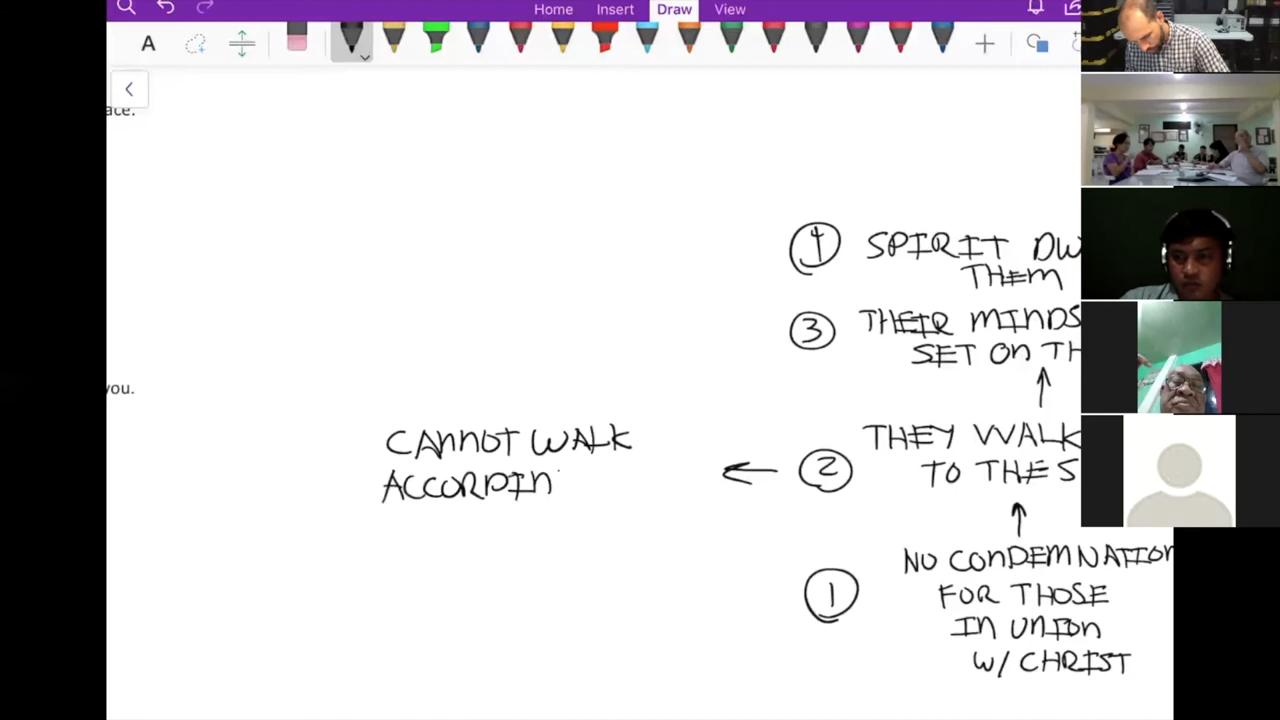 Home Insert Draw View
A
ace.
④ SPIRIT DW
THEM
③ THEIR MINDS
SET ON TH
you.
CANNOT WALK
ACCORDIN
② THEY WALK
TO THE S
① NO CONDEMNATION
FOR THOSE
IN UNION
W/ CHRIST